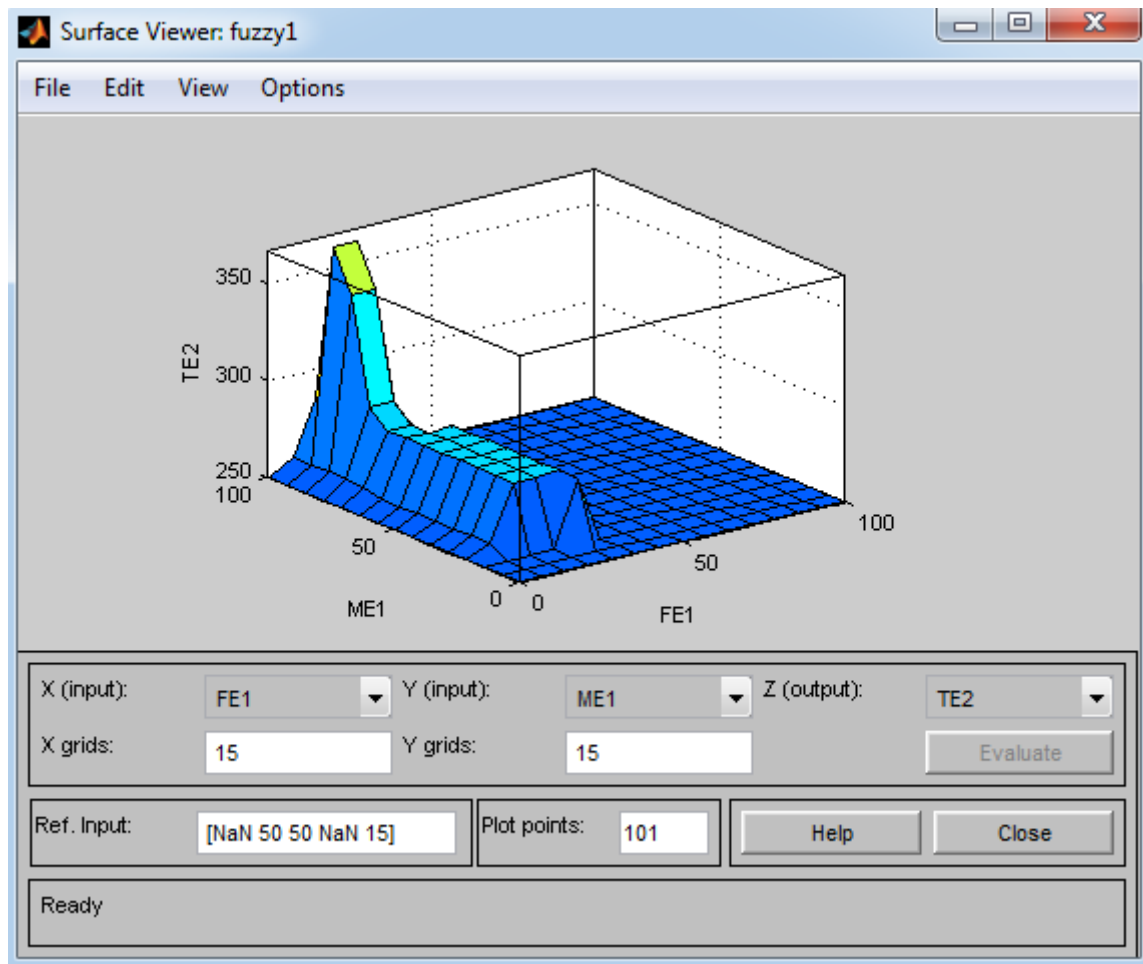 Surface Viewer: fuzzy1
File Edit View Options
350
300
250
TE2
100
50
0
ME1
0
50
100
FE1
X (input): FE1 Y (input): ME1 Z (output): TE2
X grids: 15 Y grids: 15 Evaluate
Ref. Input: [NaN 50 50 NaN 15] Plot points: 101 Help Close
Ready